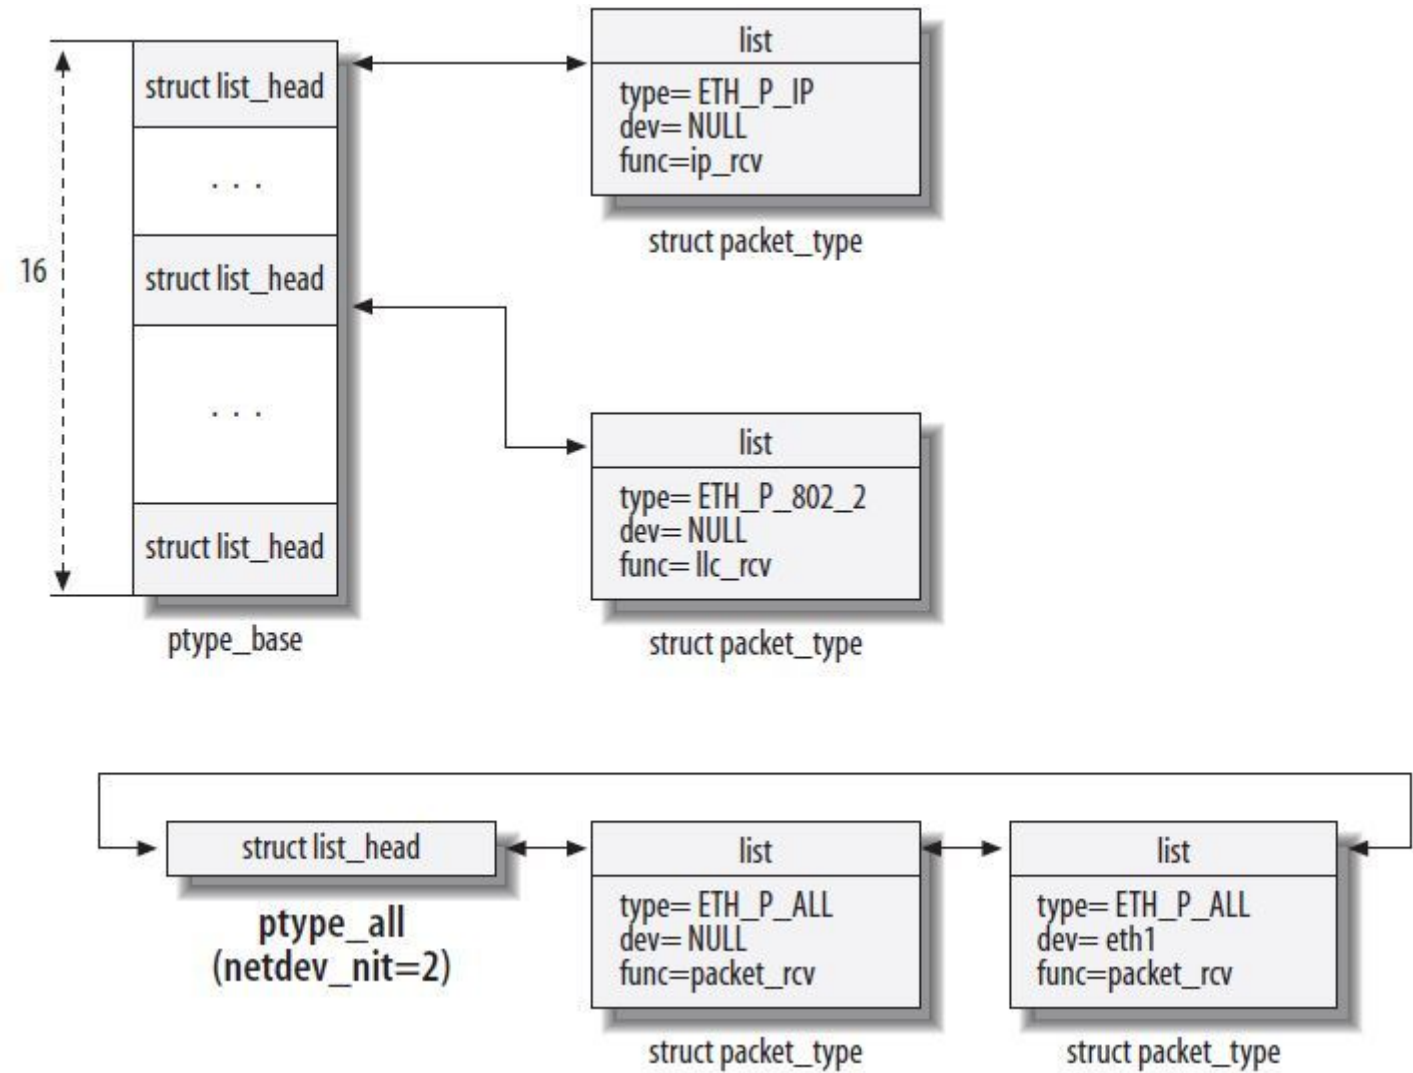 list
struct list_head
type= ETH_P_IP
dev= NULL
func=ip_rcv
. . .
struct packet_type
16
struct list_head
. . .
list
type= ETH_P_802_2
dev= NULL
func= llc_rcv
struct list_head
ptype_base
struct packet_type
struct list_head
list
list
ptype_all
(netdev_nit=2)
type= ETH_P_ALL
dev= NULL
func=packet_rcv
type= ETH_P_ALL
dev= eth1
func=packet_rcv
struct packet_type
struct packet_type